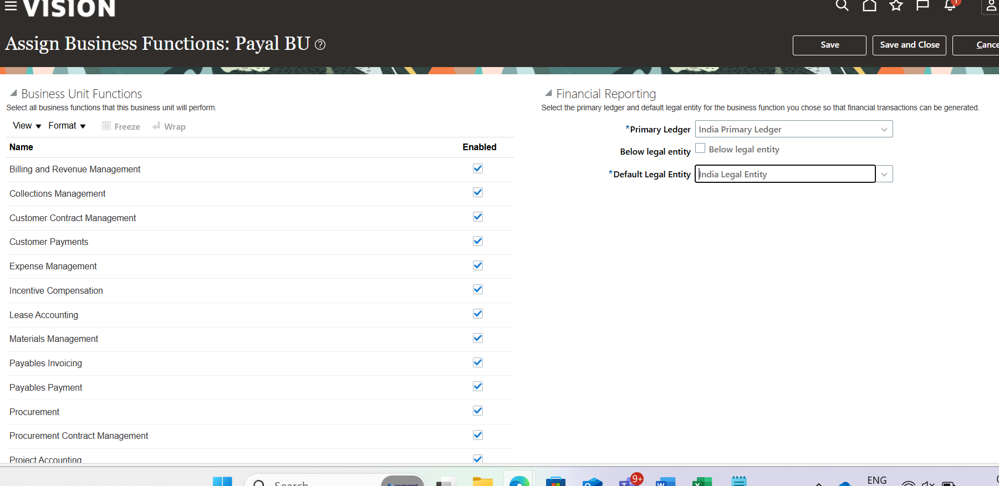 VISION
1
Assign Business Functions: Payal BU
Save
Save and Close
Cance
Business Unit Functions
Select all business functions that this business unit will perform.
View
Format
Freeze
Wrap
Name Enabled
Billing and Revenue Management
Collections Management
Customer Contract Management
Customer Payments
Expense Management
Incentive Compensation
Lease Accounting
Materials Management
Payables Invoicing
Payables Payment
Procurement
Procurement Contract Management
Project Accounting
Financial Reporting
Select the primary ledger and default legal entity for the business function you chose so that financial transactions can be generated.
*Primary Ledger India Primary Ledger
Below legal entity Below legal entity
*Default Legal Entity India Legal Entity
Search
cognizant
9+
ENG